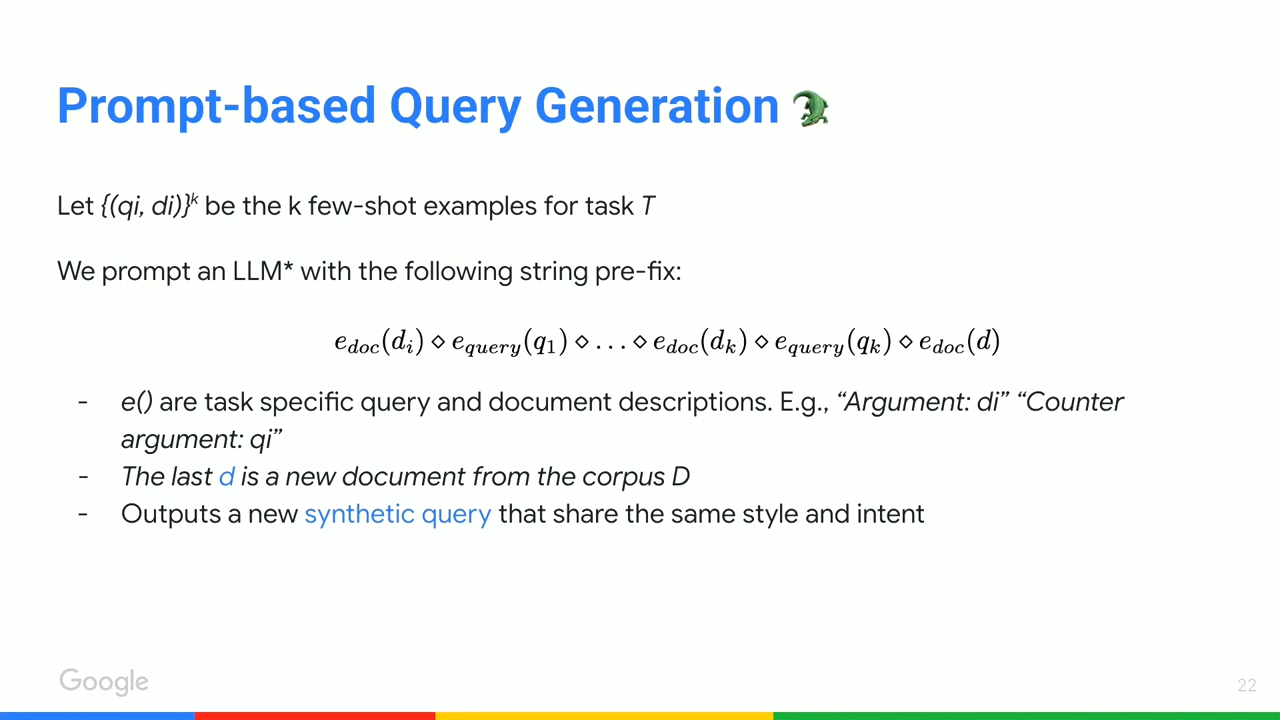 Prompt-based Query Generation 🐊
Let {(qi, di)}ᵏ be the k few-shot examples for task T
We prompt an LLM* with the following string pre-fix:
e_doc(d_i) ⋄ e_query(q_1) ⋄ ... ⋄ e_doc(d_k) ⋄ e_query(q_k) ⋄ e_doc(d)
- e() are task specific query and document descriptions. E.g., “Argument: di” “Counter
argument: qi”
- The last d is a new document from the corpus D
- Outputs a new synthetic query that share the same style and intent
Google
22